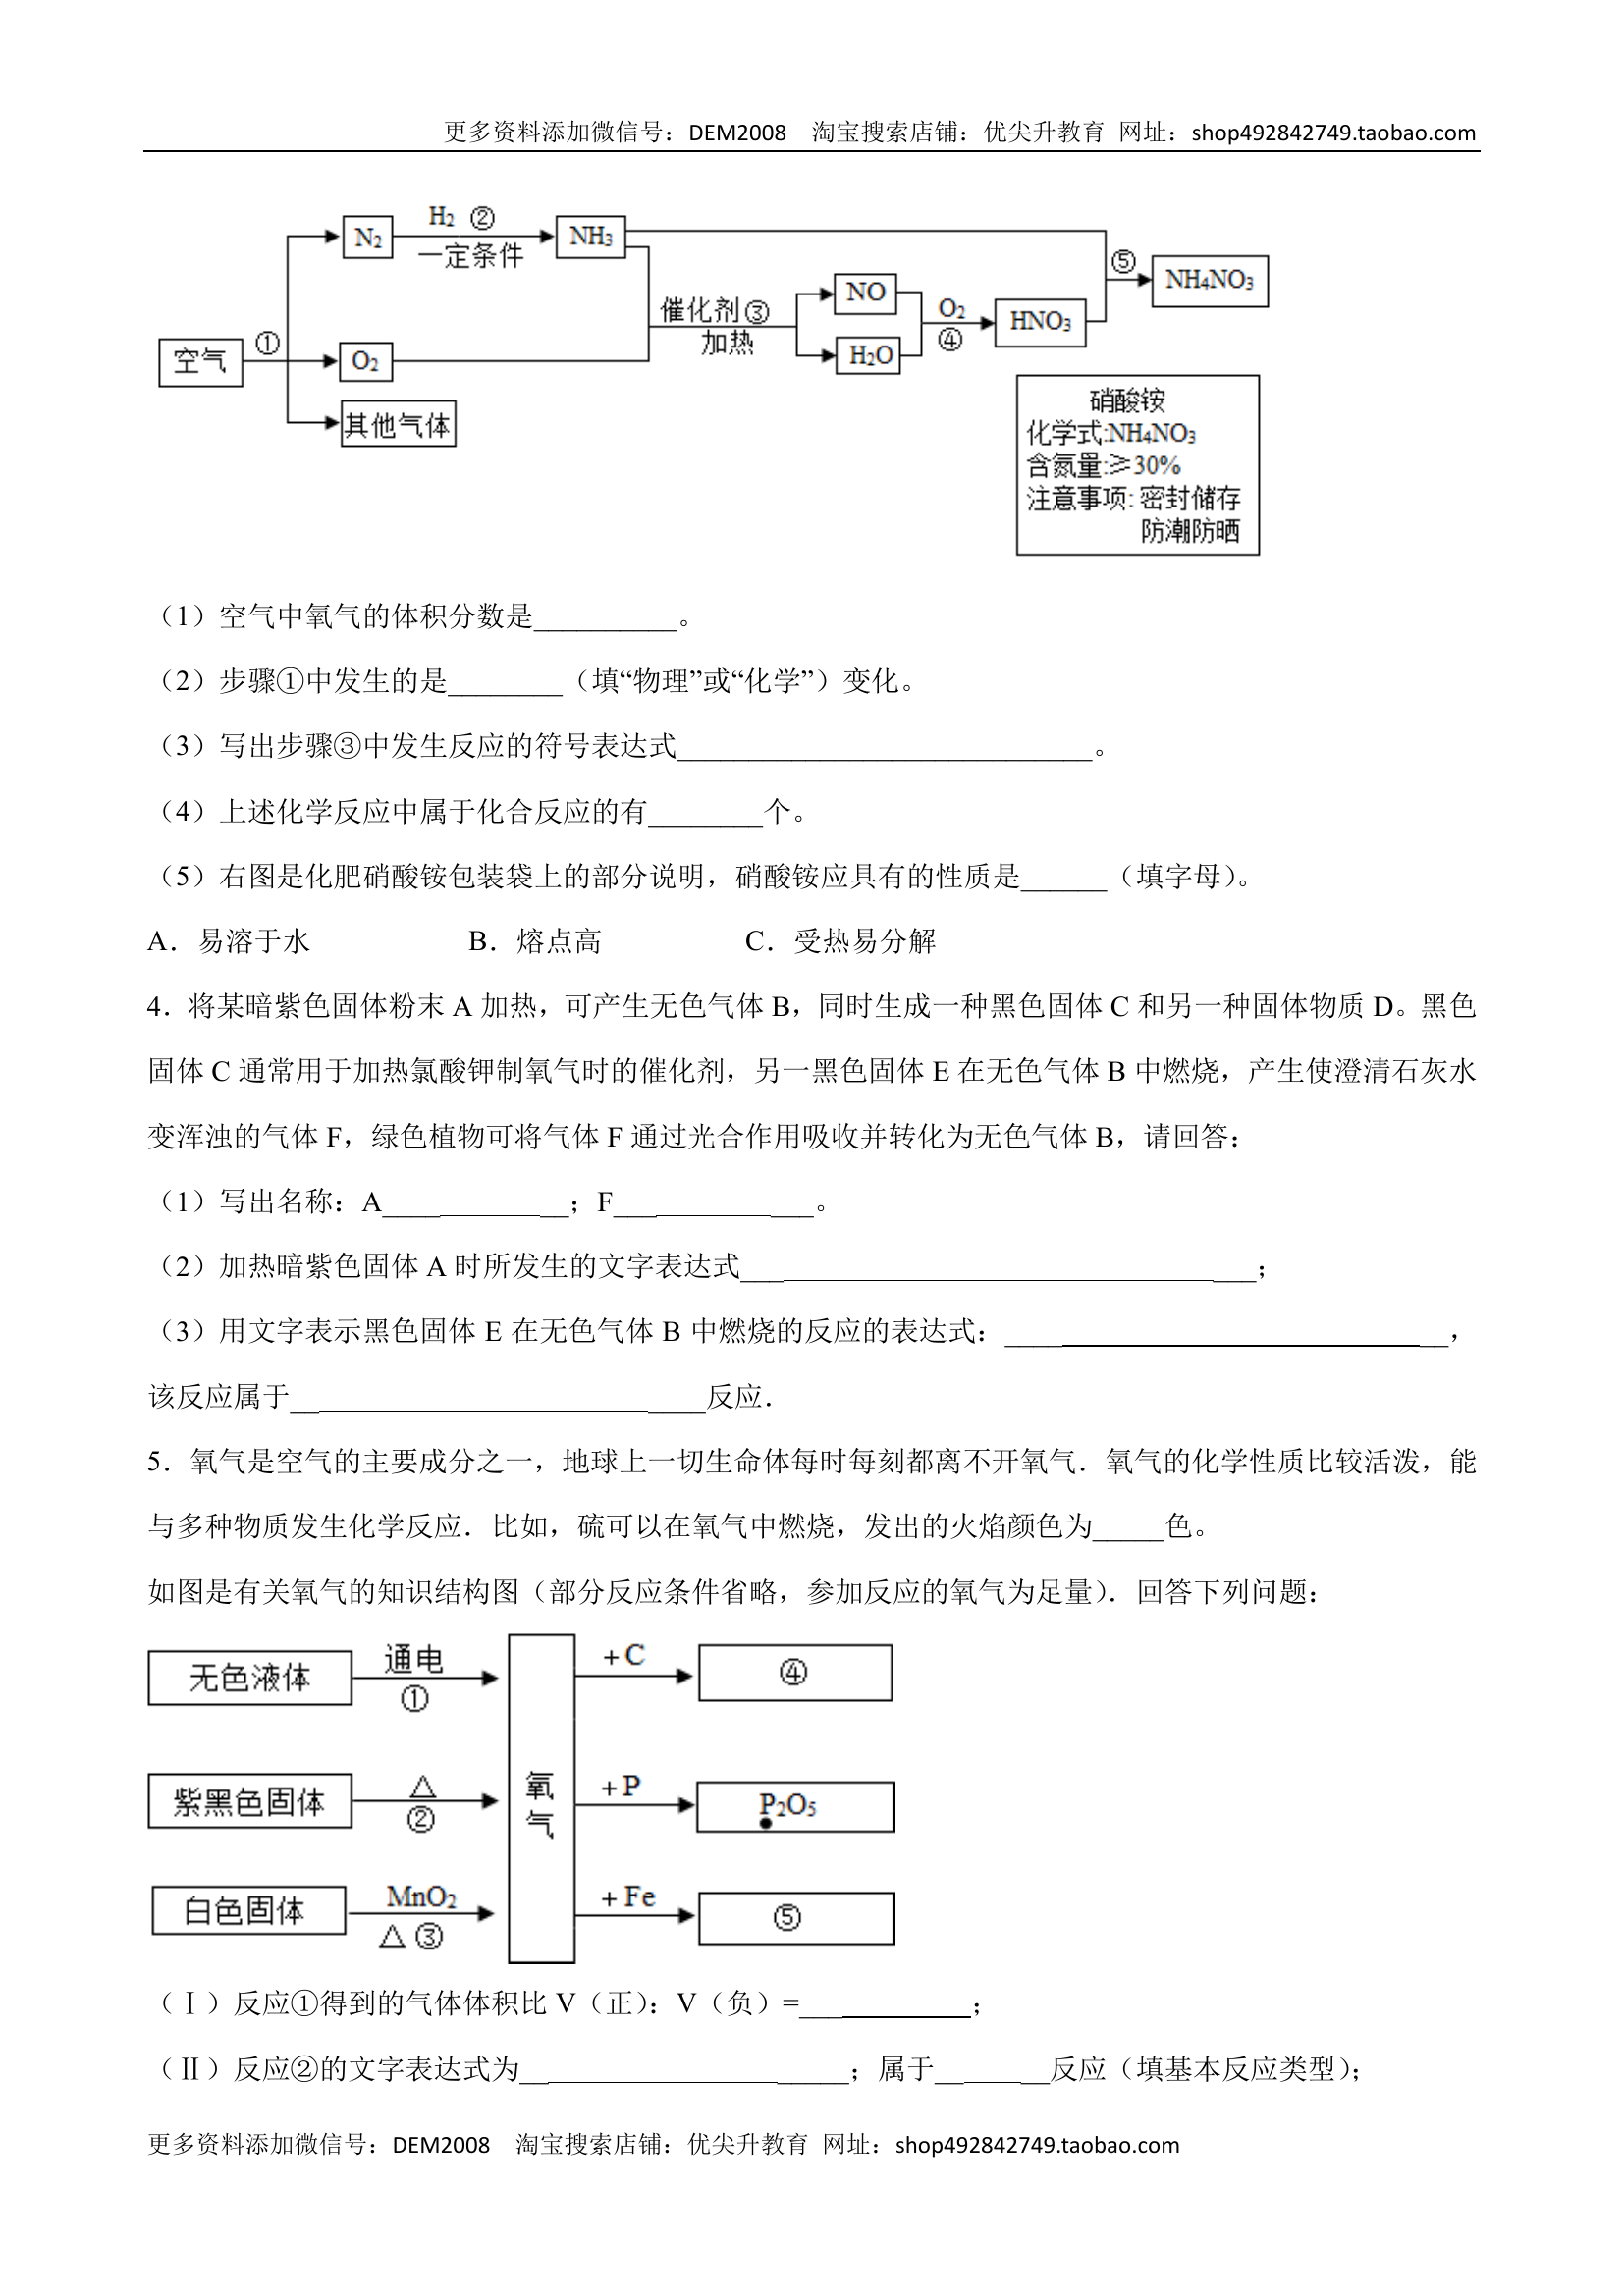 更多资料添加微信号：DEM2008　淘宝搜索店铺：优尖升教育 网址：shop492842749.taobao.com
H₂ ②
N₂
一定条件
NH₃
⑤
NH₄NO₃
催化剂③
加热
NO
H₂O
O₂
④
HNO₃
空气
①
O₂
其他气体
硝酸铵
化学式:NH₄NO₃
含氮量:≥30%
注意事项: 密封储存
防潮防晒
（1）空气中氧气的体积分数是__________。
（2）步骤①中发生的是________（填“物理”或“化学”）变化。
（3）写出步骤③中发生反应的符号表达式_____________________________。
（4）上述化学反应中属于化合反应的有________个。
（5）右图是化肥硝酸铵包装袋上的部分说明，硝酸铵应具有的性质是______（填字母）。
A．易溶于水 B．熔点高 C．受热易分解
4．将某暗紫色固体粉末 A 加热，可产生无色气体 B，同时生成一种黑色固体 C 和另一种固体物质 D。黑色
固体 C 通常用于加热氯酸钾制氧气时的催化剂，另一黑色固体 E 在无色气体 B 中燃烧，产生使澄清石灰水
变浑浊的气体 F，绿色植物可将气体 F 通过光合作用吸收并转化为无色气体 B，请回答：
（1）写出名称：A_____________；F______________。
（2）加热暗紫色固体 A 时所发生的文字表达式____________________________________；
（3）用文字表示黑色固体 E 在无色气体 B 中燃烧的反应的表达式：_______________________________，
该反应属于_____________________________反应．
5．氧气是空气的主要成分之一，地球上一切生命体每时每刻都离不开氧气．氧气的化学性质比较活泼，能
与多种物质发生化学反应．比如，硫可以在氧气中燃烧，发出的火焰颜色为_____色。
如图是有关氧气的知识结构图（部分反应条件省略，参加反应的氧气为足量）．回答下列问题：
无色液体
通电
①
+C
④
紫黑色固体
△
②
氧气
+P
P₂O₅
白色固体
MnO₂
△ ③
+Fe
⑤
（Ⅰ）反应①得到的气体体积比 V（正）：V（负）=____________；
（Ⅱ）反应②的文字表达式为_______________________；属于________反应（填基本反应类型）；
更多资料添加微信号：DEM2008　淘宝搜索店铺：优尖升教育 网址：shop492842749.taobao.com